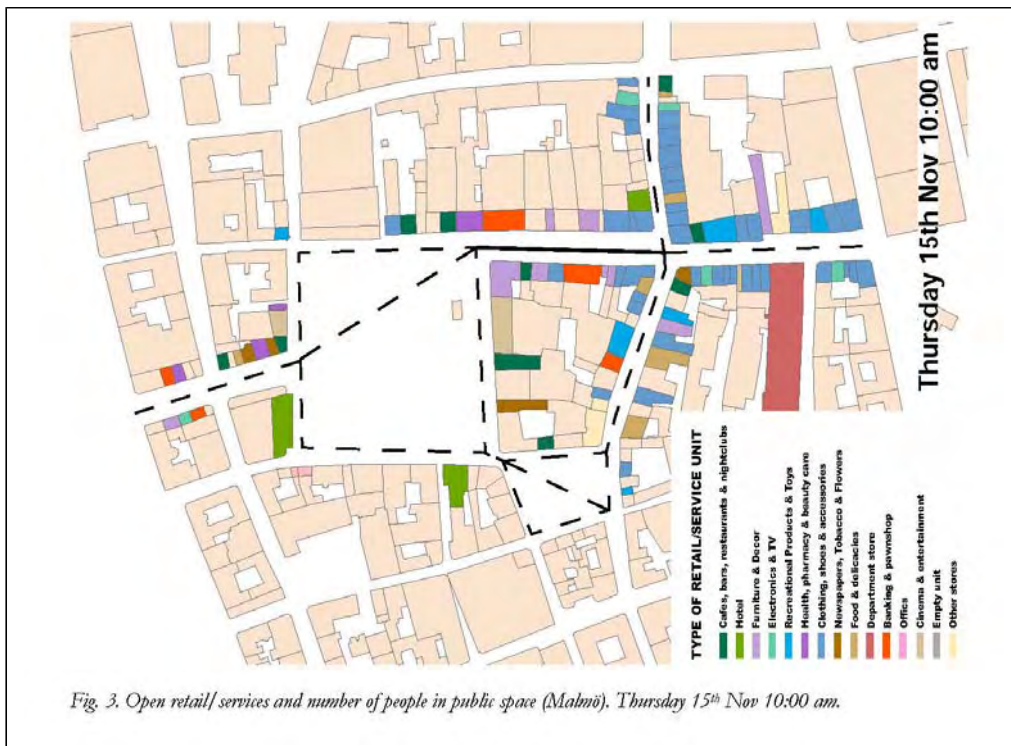 Thursday 15th Nov 10:00 am
TYPE OF RETAIL/SERVICE UNIT
Cafes, bars, restaurants & nightclubs
Hotel
Furniture & Decor
Electronics & TV
Recreational Products & Toys
Health, pharmacy & beauty care
Clothing, shoes & accessories
Newspapers, Tobacco & Flowers
Food & delicacies
Department store
Banking & pawnshop
Office
Cinema & entertainment
Empty unit
Other stores
Fig. 3. Open retail/ services and number of people in public space (Malmö). Thursday 15th Nov 10:00 am.